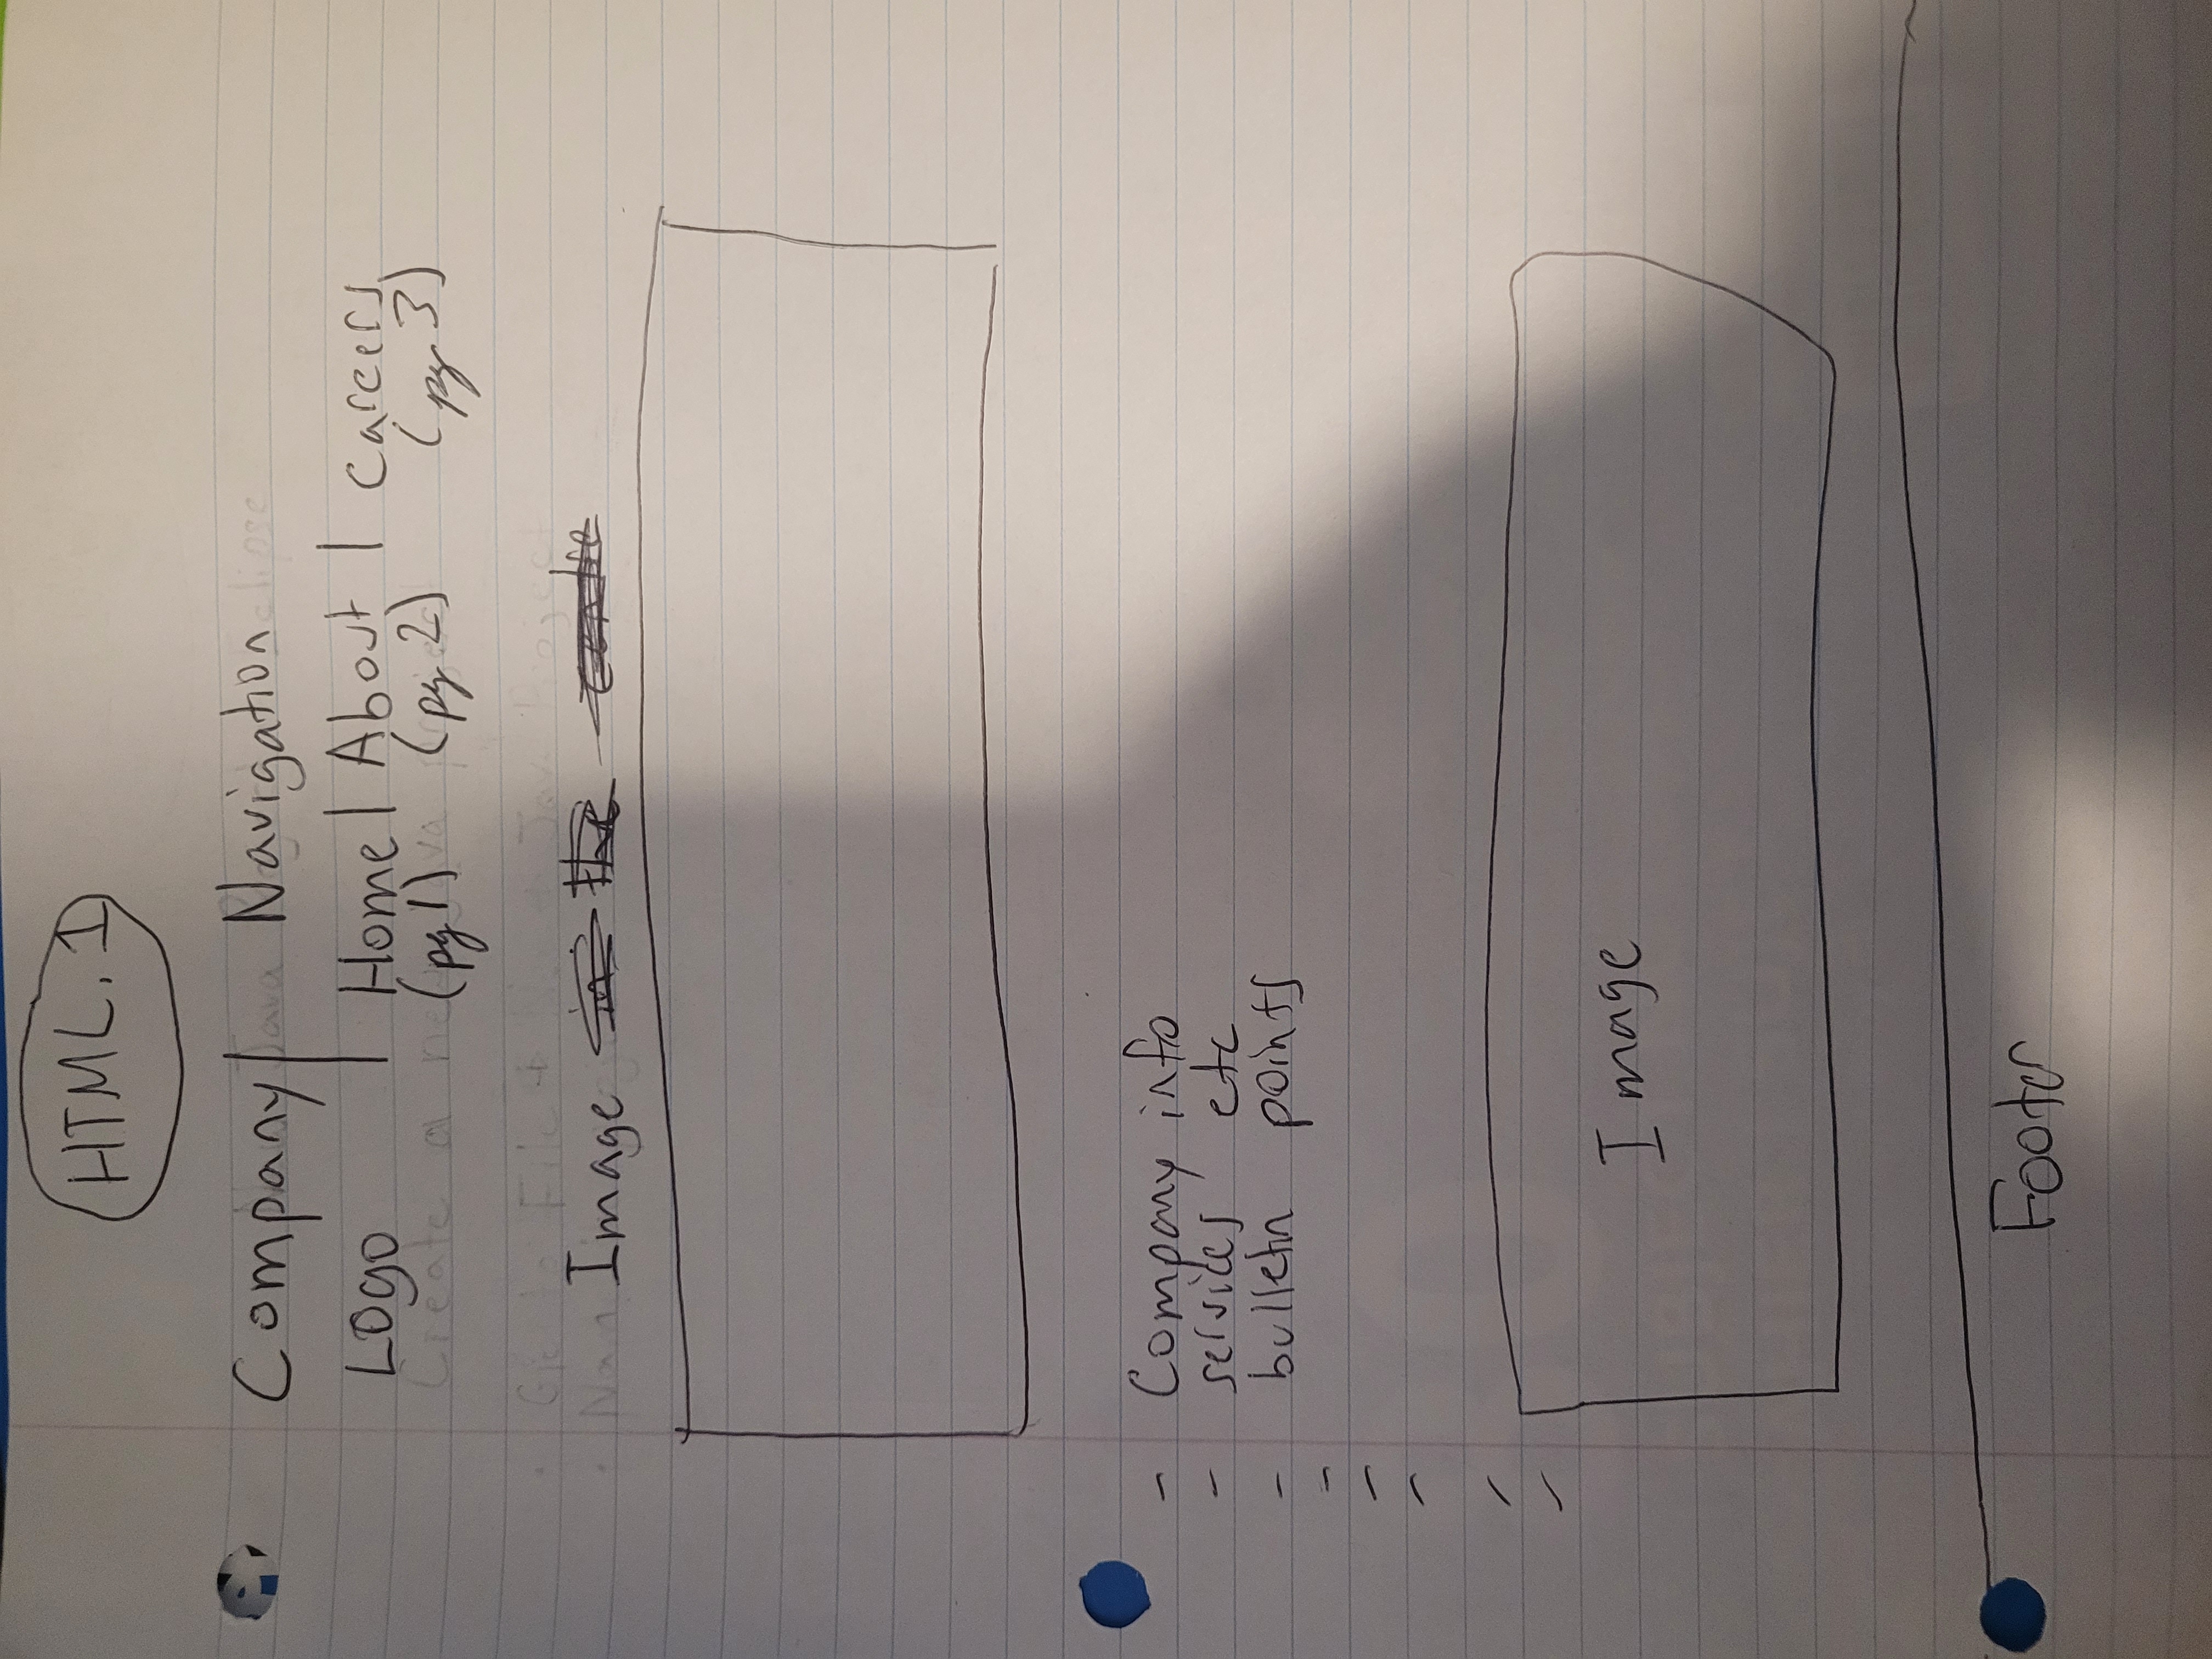 HTML. 1
Company | Navigation
Logo | Home | About | Careers
(pg 1) (pg 2) (pg 3)
Image in the centre
- Company info
- services etc
- bulletin points
-
-
-
-
-
Image
Footer